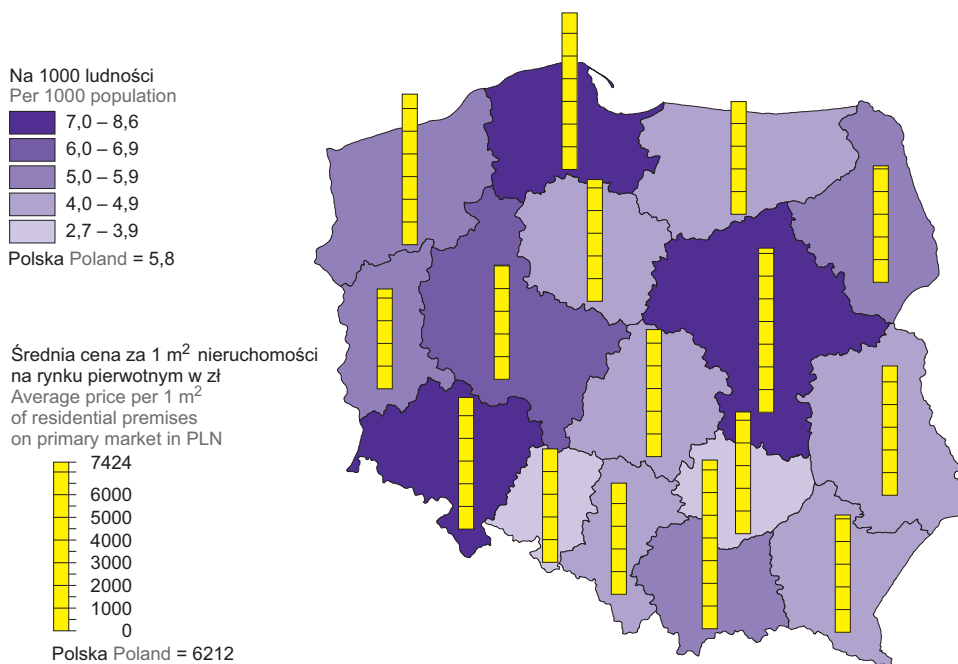 Na 1000 ludności
Per 1000 population
7,0 – 8,6
6,0 – 6,9
5,0 – 5,9
4,0 – 4,9
2,7 – 3,9
Polska Poland = 5,8
Średnia cena za 1 m² nieruchomości
na rynku pierwotnym w zł
Average price per 1 m²
of residential premises
on primary market in PLN
7424
6000
5000
4000
3000
2000
1000
0
Polska Poland = 6212